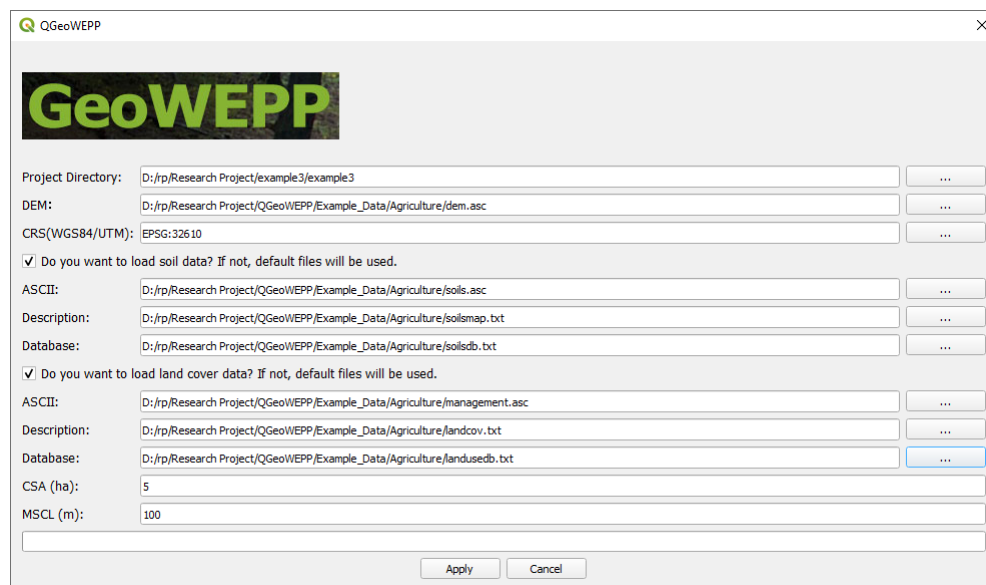 QGeoWEPP
GeoWEPP
Project Directory: D:/rp/Research Project/example3/example3 ...
DEM: D:/rp/Research Project/QGeoWEPP/Example_Data/Agriculture/dem.asc ...
CRS(WGS84/UTM): EPSG:32610 ...
Do you want to load soil data? If not, default files will be used.
ASCII: D:/rp/Research Project/QGeoWEPP/Example_Data/Agriculture/soils.asc ...
Description: D:/rp/Research Project/QGeoWEPP/Example_Data/Agriculture/soilsmap.txt ...
Database: D:/rp/Research Project/QGeoWEPP/Example_Data/Agriculture/soilsdb.txt ...
Do you want to load land cover data? If not, default files will be used.
ASCII: D:/rp/Research Project/QGeoWEPP/Example_Data/Agriculture/management.asc ...
Description: D:/rp/Research Project/QGeoWEPP/Example_Data/Agriculture/landcov.txt ...
Database: D:/rp/Research Project/QGeoWEPP/Example_Data/Agriculture/landusedb.txt ...
CSA (ha): 5
MSCL (m): 100
Apply Cancel